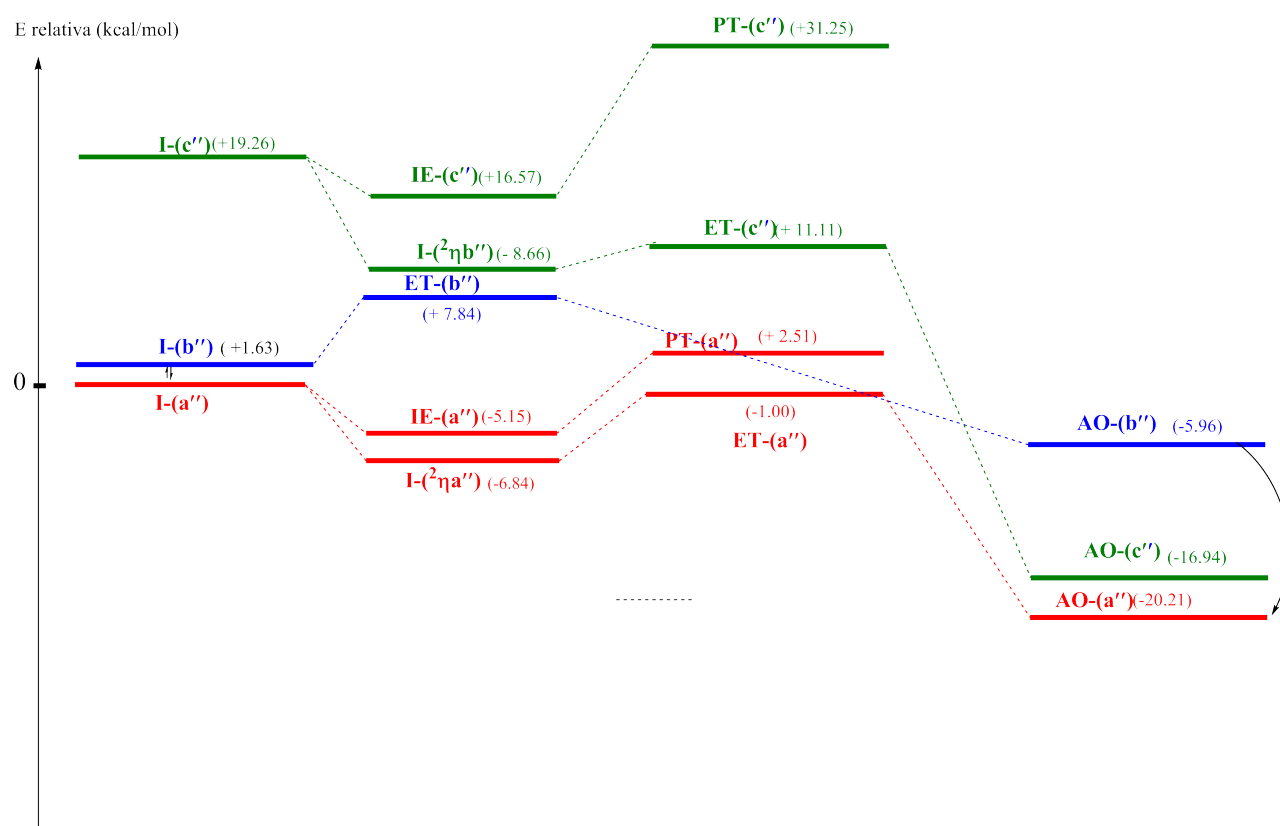 PT-(c′′) (+31.25)
E relativa (kcal/mol)
I-(c′′) (+19.26)
IE-(c′′) (+16.57)
ET-(c′′) (+ 11.11)
I-(²ηb′′) (- 8.66)
ET-(b′′)
(+ 7.84)
PT-(a′′) (+ 2.51)
I-(b′′) ( +1.63)
0
I-(a′′)
IE-(a′′) (-5.15)
(-1.00)
ET-(a′′)
AO-(b′′) (-5.96)
I-(²ηa′′) (-6.84)
AO-(c′′) (-16.94)
AO-(a′′) (-20.21)